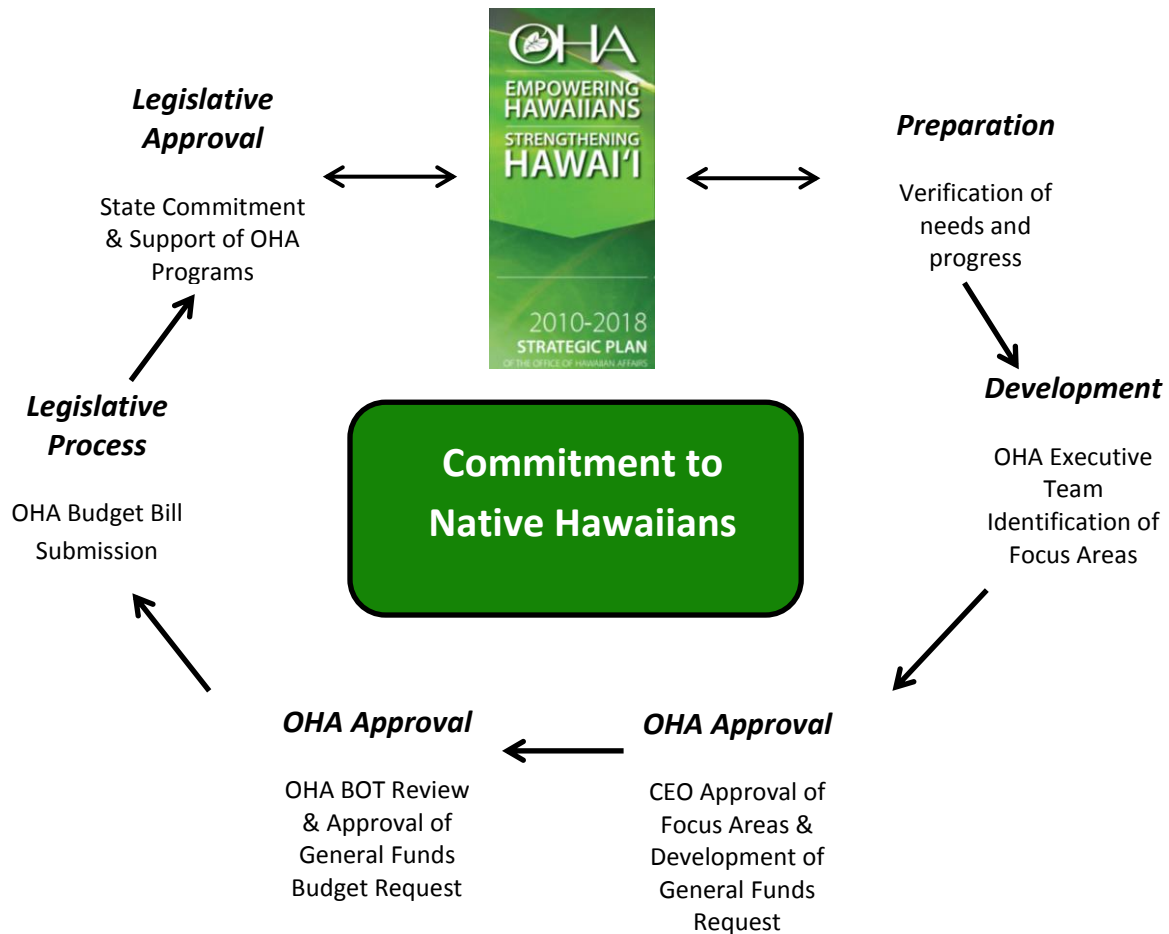 OHA
EMPOWERING
HAWAIIANS
STRENGTHENING
HAWAI‘I
2010-2018
STRATEGIC PLAN
OF THE OFFICE OF HAWAIIAN AFFAIRS
Preparation
Verification of
needs and
progress
Development
OHA Executive
Team
Identification of
Focus Areas
OHA Approval
CEO Approval of
Focus Areas &
Development of
General Funds
Request
OHA Approval
OHA BOT Review
& Approval of
General Funds
Budget Request
Legislative
Process
OHA Budget Bill
Submission
Legislative
Approval
State Commitment
& Support of OHA
Programs
Commitment to
Native Hawaiians